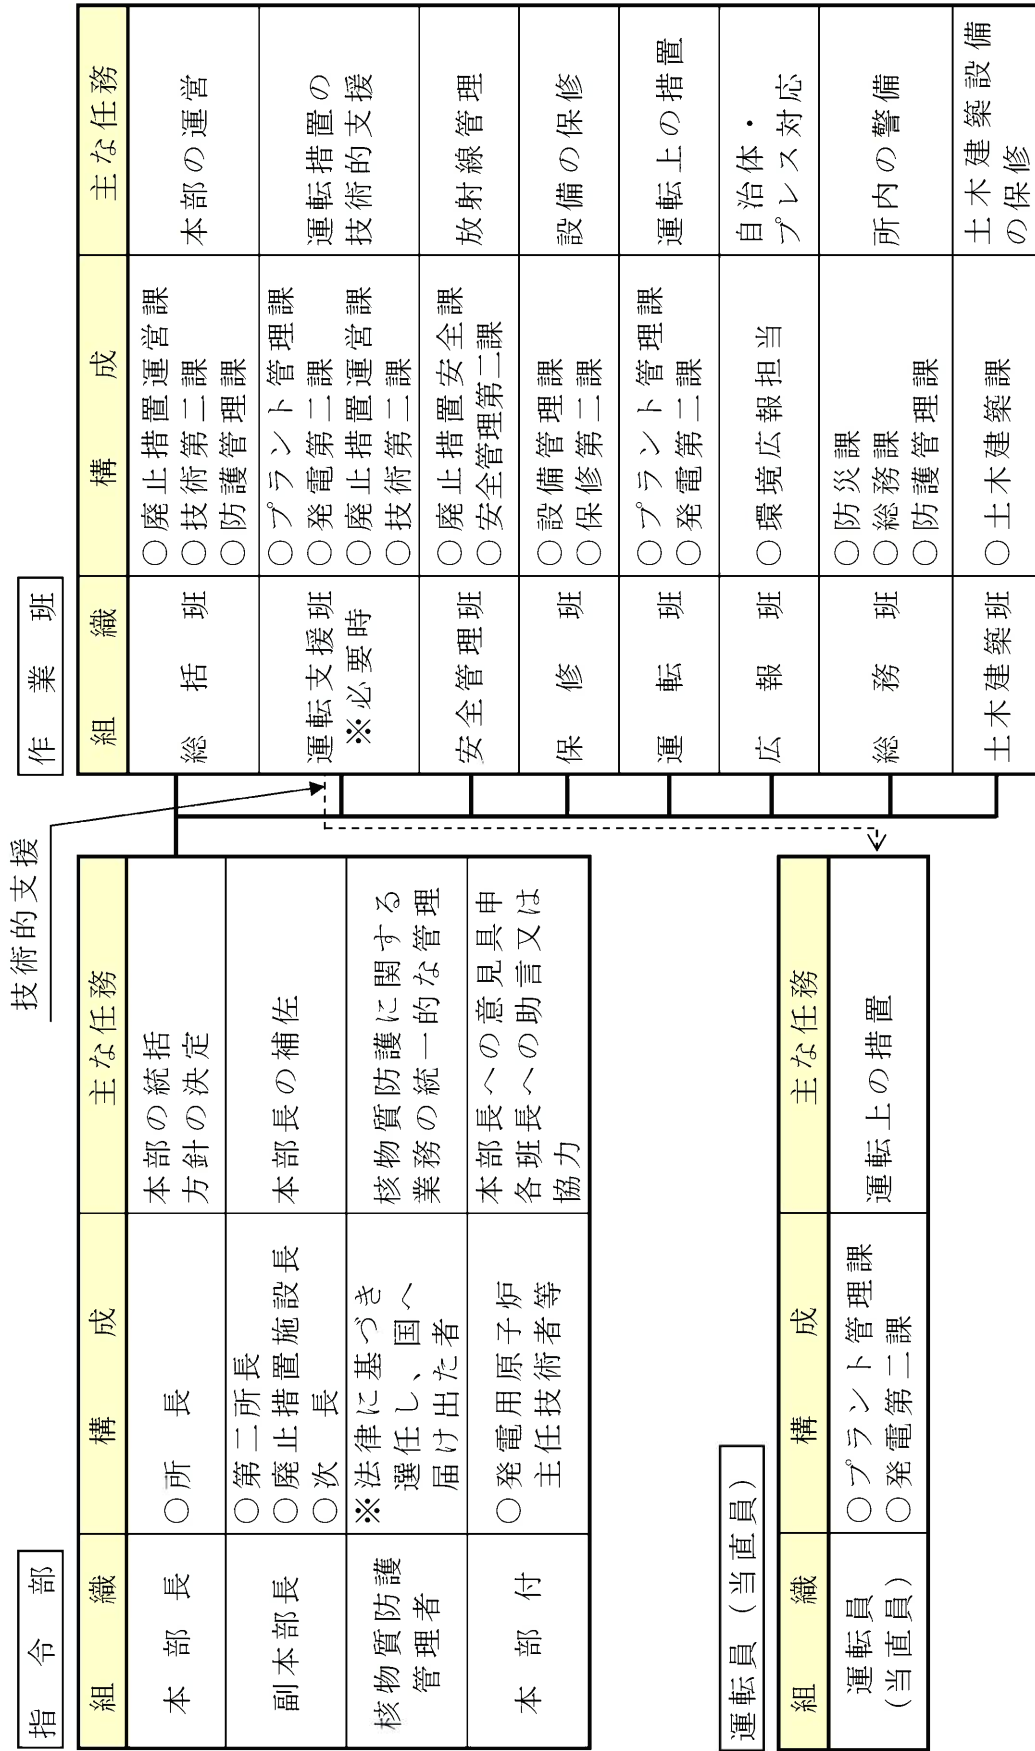 指令部
組織 構成 主な任務
本部長
○所長
本部の統括
方針の決定
副本部長
○第二所長
○廃止措置施設長
○次長
本部長の補佐
核物質防護
管理者
※法律に基づき
選任し、国へ
届け出た者
核物質防護に関する
業務の統一的な管理
本部付
○発電用原子炉
主任技術者等
本部長への意見具申
各班長への助言又は
協力
運転員(当直員)
組織 構成 主な任務
運転員
(当直員)
○プラント管理課
○発電第二課
運転上の措置
技術的支援
作業班
組織 構成 主な任務
総括班
○廃止措置運営課
○技術第二課
○防護管理課
本部の運営
運転支援班
※必要時
○プラント管理課
○発電第二課
○廃止措置運営課
○技術第二課
運転措置の
技術的支援
安全管理班
○廃止措置安全課
○安全管理第二課
放射線管理
保修班
○設備管理課
○保修第二課
設備の保修
運転班
○プラント管理課
○発電第二課
運転上の措置
広報班
○環境広報担当
自治体・
プレス対応
総務班
○防災課
○総務課
○防護管理課
所内の警備
土木建築班
○土木建築課
土木建築設備
の保修